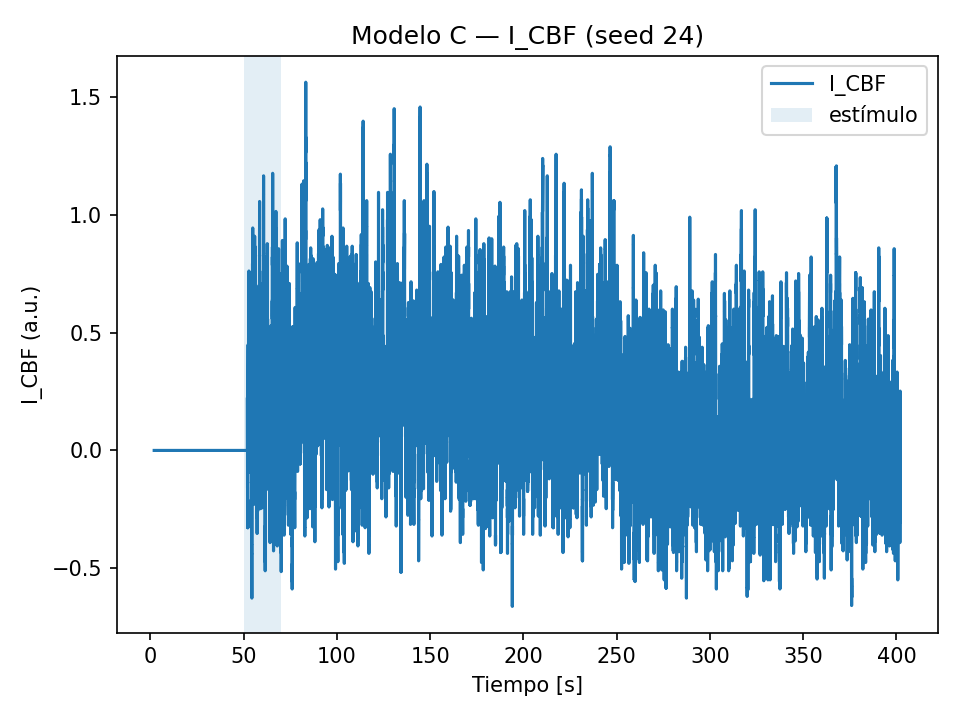 Modelo C — I_CBF (seed 24)
I_CBF
estímulo
I_CBF (a.u.)
1.5
1.0
0.5
0.0
−0.5
0 50 100 150 200 250 300 350 400
Tiempo [s]